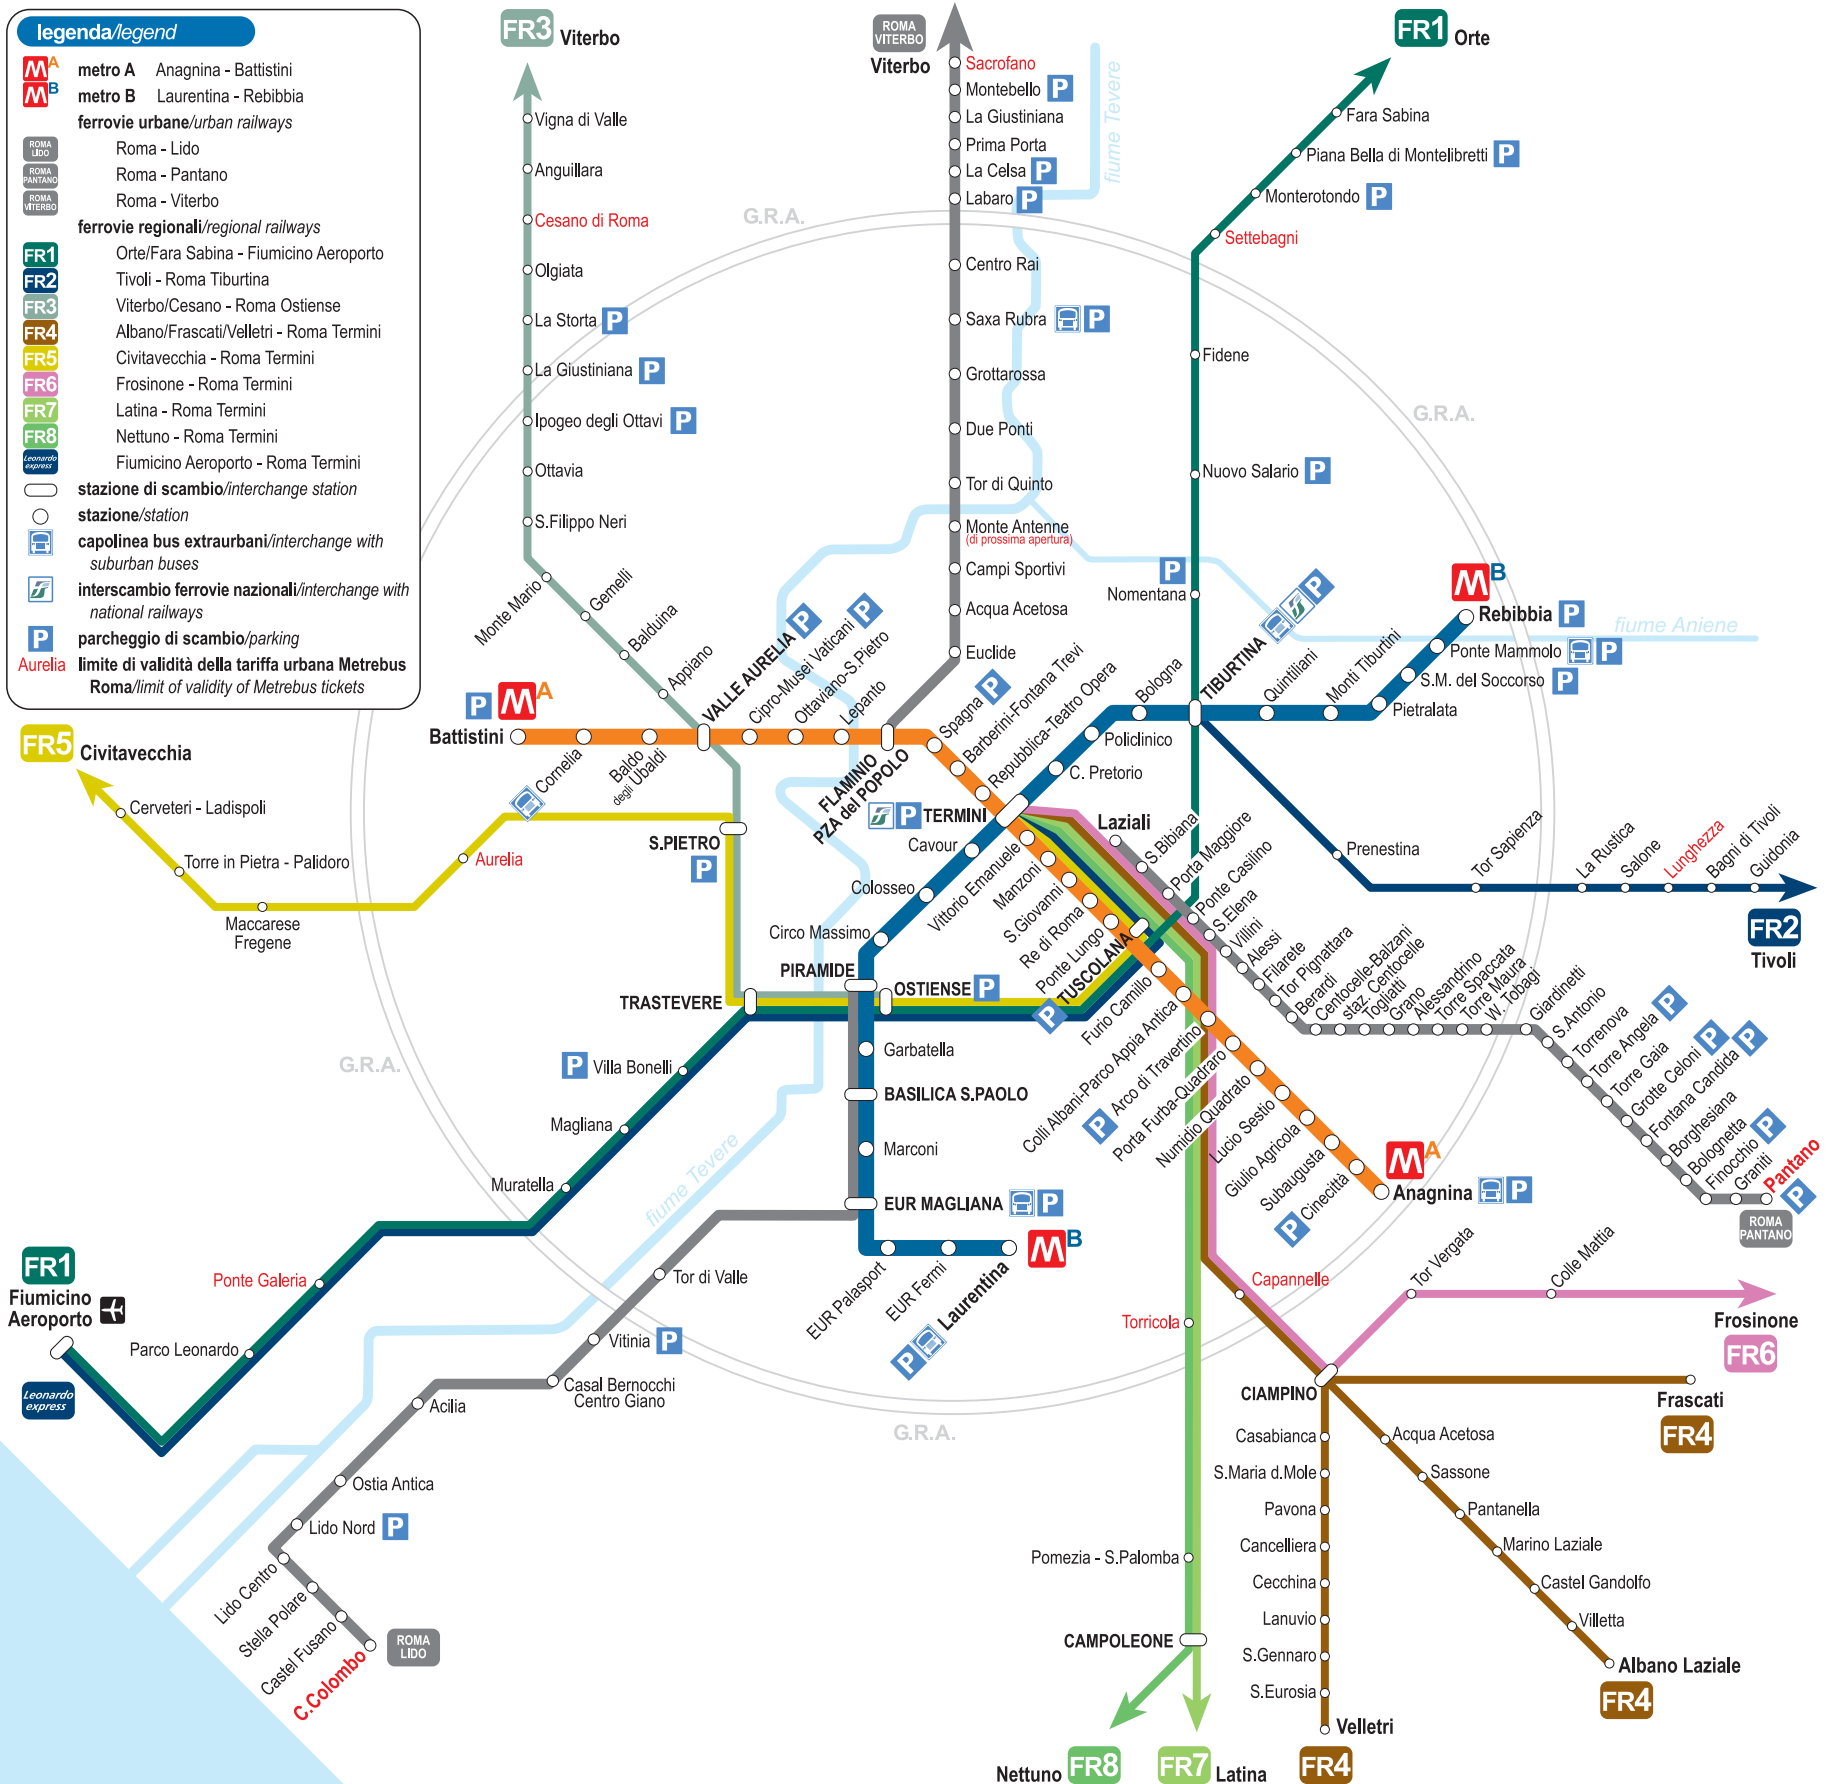 legenda/legend
M A metro A Anagnina - Battistini
M B metro B Laurentina - Rebibbia
ferrovie urbane/urban railways
ROMA LIDO Roma - Lido
ROMA PANTANO Roma - Pantano
ROMA VITERBO Roma - Viterbo
ferrovie regionali/regional railways
FR1 Orte/Fara Sabina - Fiumicino Aeroporto
FR2 Tivoli - Roma Tiburtina
FR3 Viterbo/Cesano - Roma Ostiense
FR4 Albano/Frascati/Velletri - Roma Termini
FR5 Civitavecchia - Roma Termini
FR6 Frosinone - Roma Termini
FR7 Latina - Roma Termini
FR8 Nettuno - Roma Termini
Leonardo express Fiumicino Aeroporto - Roma Termini
stazione di scambio/interchange station
stazione/station
capolinea bus extraurbani/interchange with
suburban buses
interscambio ferrovie nazionali/interchange with
national railways
P parcheggio di scambio/parking
Aurelia limite di validità della tariffa urbana Metrebus
Roma/limit of validity of Metrebus tickets
FR3 Viterbo
Vigna di Valle
Anguillara
Cesano di Roma
Olgiata
La Storta P
La Giustiniana P
Ipogeo degli Ottavi P
Ottavia
S.Filippo Neri
Monte Mario
Gemelli
Balduina
Appiano
ROMA
VITERBO
Viterbo
Sacrofano
Montebello P
La Giustiniana
Prima Porta
La Celsa P
Labaro P
Centro Rai
Saxa Rubra P
Grottarossa
Due Ponti
Tor di Quinto
Monte Antenne
(di prossima apertura)
Campi Sportivi
Acqua Acetosa
Euclide
fiume Tevere
G.R.A.
FR1 Orte
Fara Sabina
Piana Bella di Montelibretti P
Monterotondo P
Settebagni
Fidene
G.R.A.
Nuovo Salario P
P
Nomentana
TIBURTINA P
fiume Aniene
M B
Rebibbia P
Ponte Mammolo P
S.M. del Soccorso P
Pietralata
Monti Tiburtini
Quintiliani
Bologna
Policlinico
C. Pretorio
P M A
Battistini
Cornelia
Baldo
degli Ubaldi
VALLE AURELIA P
Cipro-Musei Vaticani P
Ottaviano-S.Pietro
Lepanto
FLAMINIO
PZA del POPOLO
Spagna P
Barberini-Fontana Trevi
Repubblica-Teatro Opera
P TERMINI
Cavour
Colosseo
Circo Massimo
PIRAMIDE
OSTIENSE P
Garbatella
BASILICA S.PAOLO
Marconi
EUR MAGLIANA P
EUR Palasport
EUR Fermi
Laurentina P
M B
Vittorio Emanuele
Manzoni
S.Giovanni
Re di Roma
Ponte Lungo
P TUSCOLANA
Furio Camillo
Colli Albani-Parco Appia Antica
P Arco di Travertino
Porta Furba-Quadraro
Numidio Quadrato
Lucio Sestio
Giulio Agricola
Subaugusta
P Cinecittà
M A
Anagnina P
FR5 Civitavecchia
Cerveteri - Ladispoli
Torre in Pietra - Palidoro
Maccarese
Fregene
Aurelia
S.PIETRO
P
TRASTEVERE
G.R.A.
P Villa Bonelli
Magliana
Muratella
Ponte Galeria
Parco Leonardo
FR1
Fiumicino
Aeroporto
Leonardo
express
fiume Tevere
Tor di Valle
Vitinia P
Casal Bernocchi
Centro Giano
Acilia
Ostia Antica
Lido Nord P
Lido Centro
Stella Polare
Castel Fusano
C.Colombo
ROMA
LIDO
G.R.A.
Laziali
S.Bibiana
Porta Maggiore
Ponte Casilino
S.Elena
Villini
Alessi
Filarete
Tor Pignattara
Berardi
Centocelle-Balzani
staz. Centocelle
Togliatti
Grano
Alessandrino
Torre Spaccata
Torre Maura
W. Tobagi
Giardinetti
S.Antonio
Torrenova
Torre Angela P
Torre Gaia
Grotte Celoni P
Fontana Candida P
Borghesiana
Bolognetta
Finocchio P
Graniti
Pantano P
ROMA
PANTANO
Prenestina
Tor Sapienza
La Rustica
Salone
Lunghezza
Bagni di Tivoli
Guidonia
FR2
Tivoli
Capannelle
Tor Vergata
Colle Mattia
Frosinone
FR6
CIAMPINO
Frascati
FR4
Acqua Acetosa
Sassone
Pantanella
Marino Laziale
Castel Gandolfo
Villetta
Albano Laziale
FR4
Casabianca
S.Maria d.Mole
Pavona
Cancelliera
Cecchina
Lanuvio
S.Gennaro
S.Eurosia
Velletri
FR4
Torricola
Pomezia - S.Palomba
CAMPOLEONE
Nettuno FR8
FR7 Latina